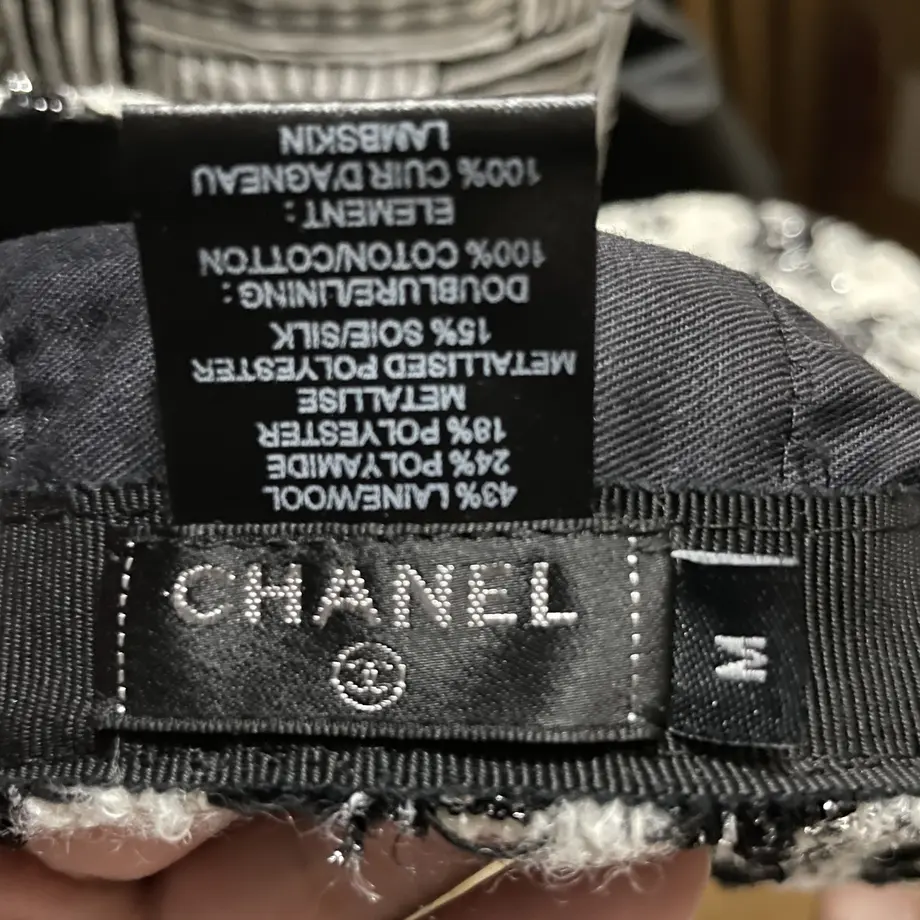 43% LAINE/WOOL
24% POLYAMIDE
18% POLYESTER
METALLISE
METALLISED POLYESTER
15% SOIE/SILK
DOUBLURE/LINING :
100% COTON/COTTON
ELEMENT :
100% CUIR D'AGNEAU
LAMBSKIN
CHANEL
M